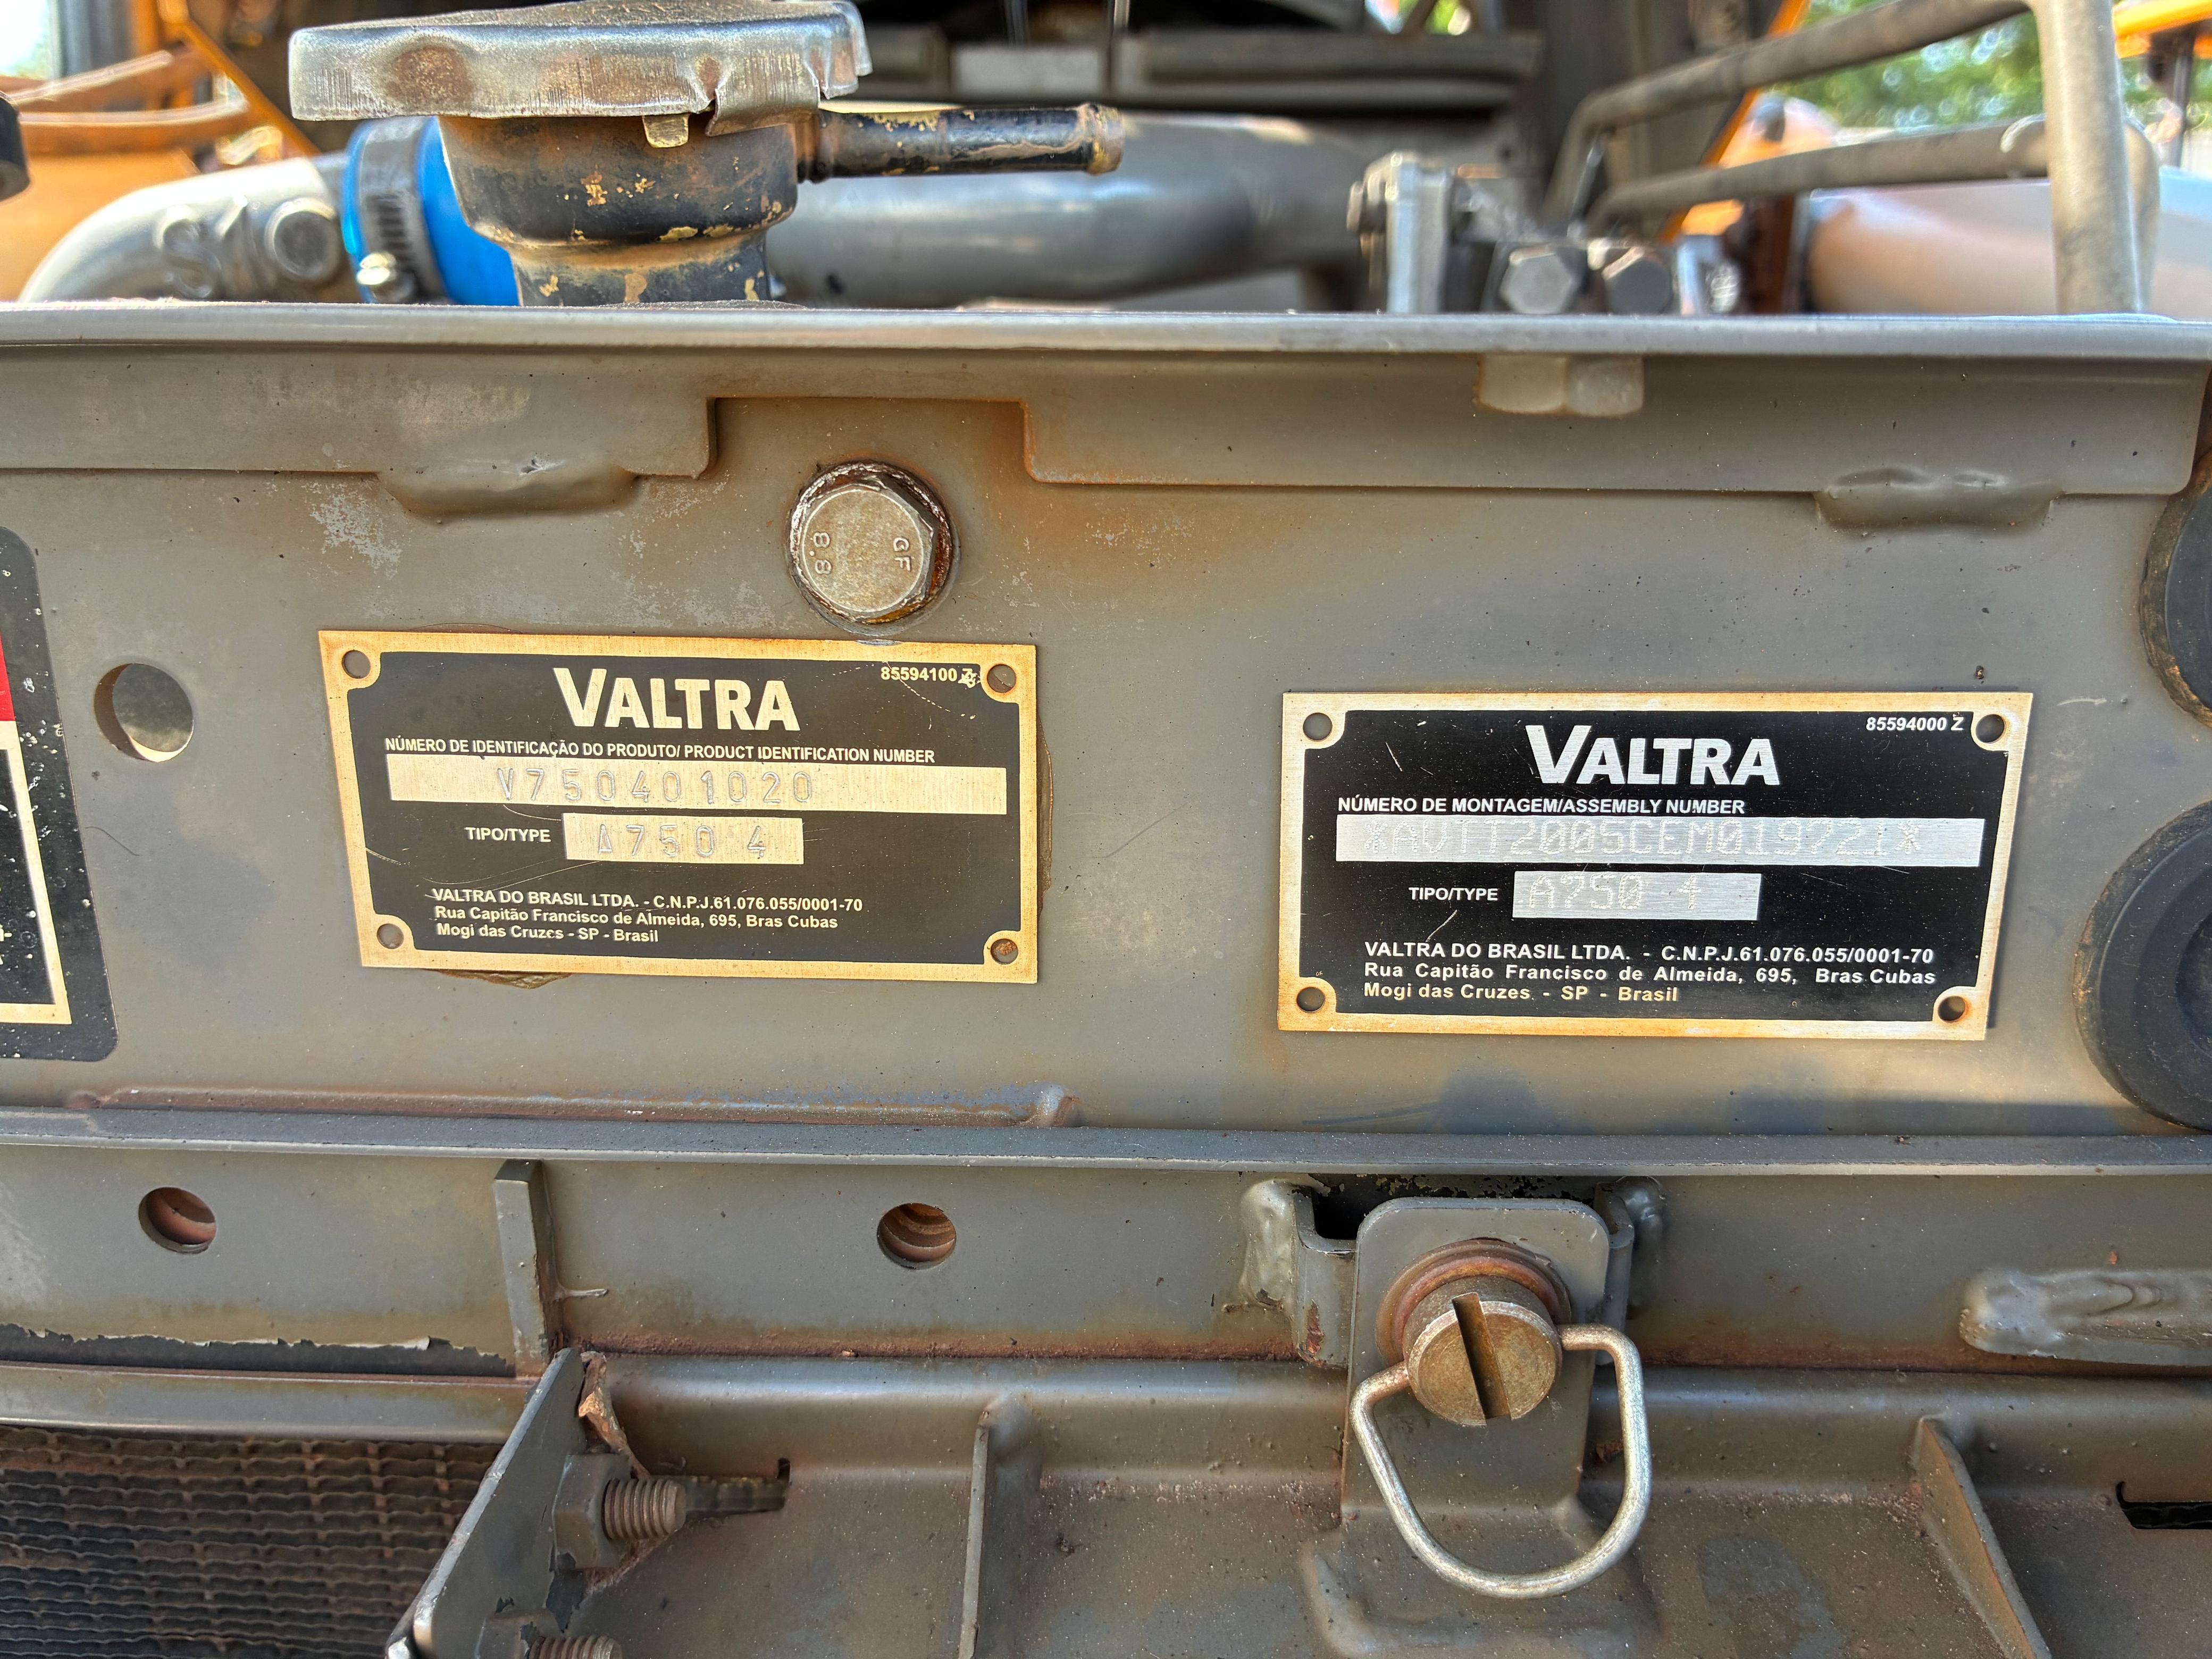 S10
8.8
GF
VALTRA
85594100 Z
NÚMERO DE IDENTIFICAÇÃO DO PRODUTO/ PRODUCT IDENTIFICATION NUMBER
V750401020
TIPO/TYPE A750 4
VALTRA DO BRASIL LTDA. - C.N.P.J.61.076.055/0001-70
Rua Capitão Francisco de Almeida, 695, Bras Cubas
Mogi das Cruzes - SP - Brasil
VALTRA
85594000 Z
NÚMERO DE MONTAGEM/ASSEMBLY NUMBER
*AVTT2005CEM019721*
TIPO/TYPE A750 4
VALTRA DO BRASIL LTDA. - C.N.P.J.61.076.055/0001-70
Rua Capitão Francisco de Almeida, 695, Bras Cubas
Mogi das Cruzes - SP - Brasil